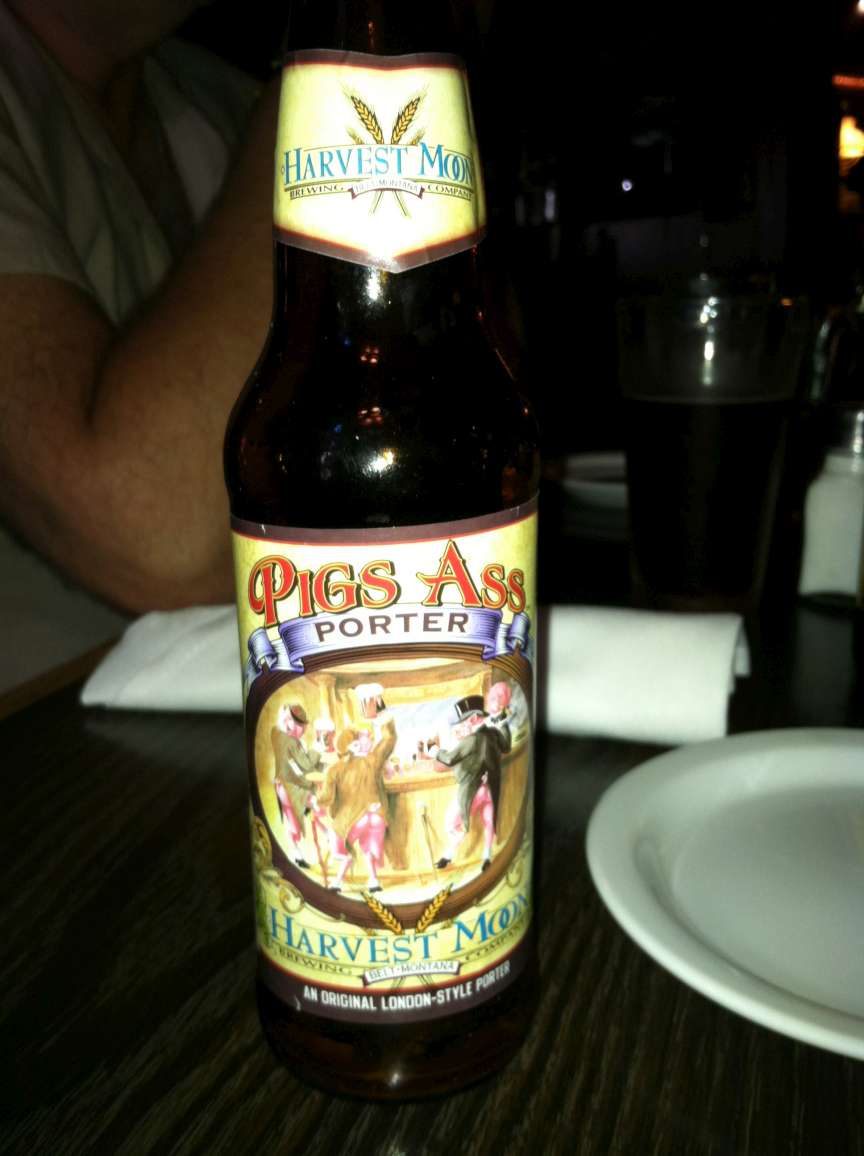 HARVEST MOON
BREWING BELT-MONTANA COMPANY
PIGS ASS
PORTER
HARVEST MOON
BREWING BELT-MONTANA COMPANY
AN ORIGINAL LONDON-STYLE PORTER